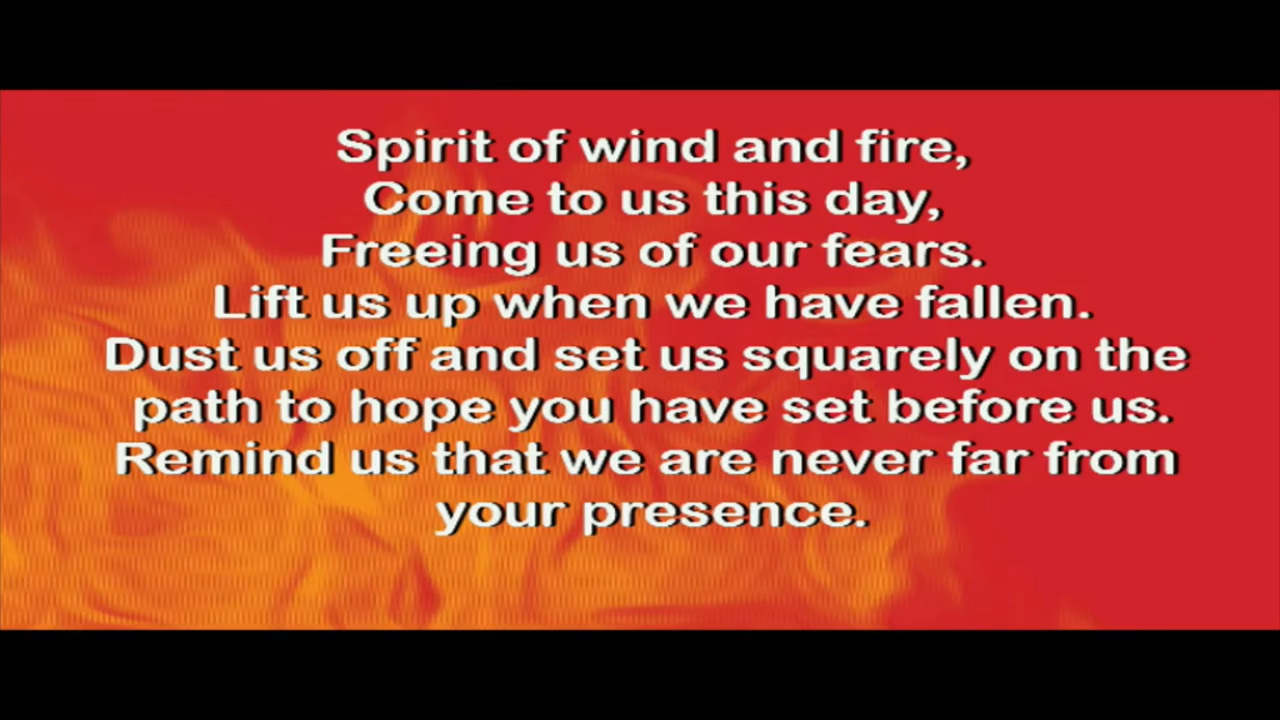 Spirit of wind and fire,
Come to us this day,
Freeing us of our fears.
Lift us up when we have fallen.
Dust us off and set us squarely on the
path to hope you have set before us.
Remind us that we are never far from
your presence.